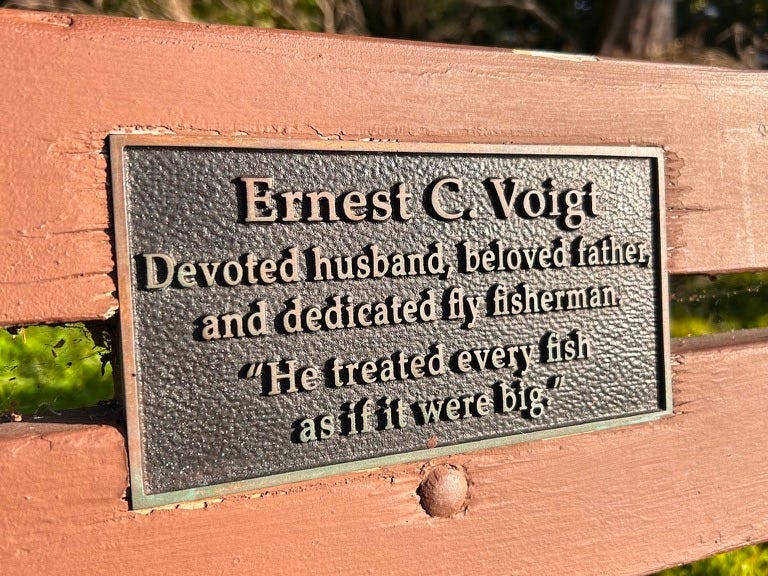 Ernest C. Voigt
Devoted husband, beloved father,
and dedicated fly fisherman.
"He treated every fish
as if it were big."